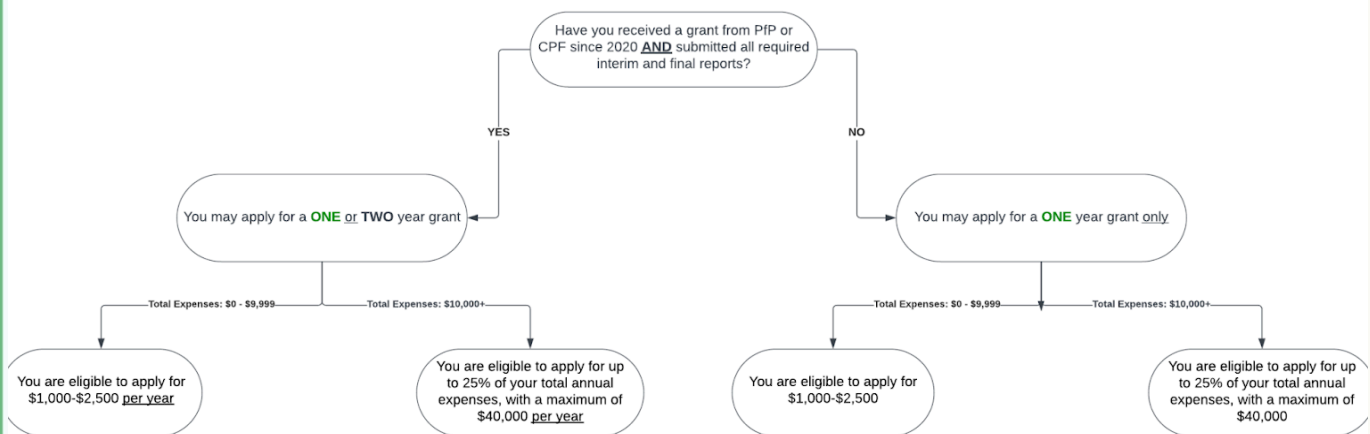 Have you received a grant from PfP or
CPF since 2020 AND submitted all required
interim and final reports?
YES
NO
You may apply for a ONE or TWO year grant
You may apply for a ONE year grant only
Total Expenses: $0 - $9,999
Total Expenses: $10,000+
Total Expenses: $0 - $9,999
Total Expenses: $10,000+
You are eligible to apply for
$1,000-$2,500 per year
You are eligible to apply for up
to 25% of your total annual
expenses, with a maximum of
$40,000 per year
You are eligible to apply for
$1,000-$2,500
You are eligible to apply for up
to 25% of your total annual
expenses, with a maximum of
$40,000